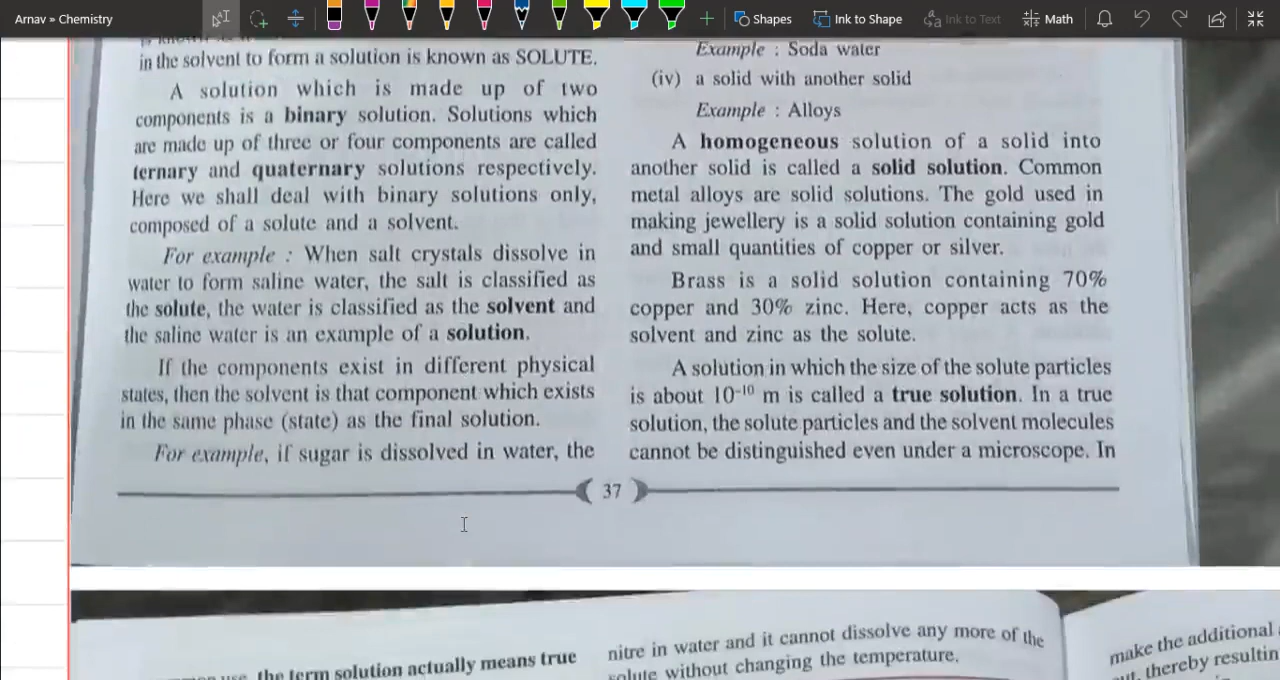 Arnav » Chemistry
Shapes
Ink to Shape
Ink to Text
Math
in the solvent to form a solution is known as SOLUTE.
A solution which is made up of two
components is a binary solution. Solutions which
are made up of three or four components are called
ternary and quaternary solutions respectively.
Here we shall deal with binary solutions only,
composed of a solute and a solvent.
For example : When salt crystals dissolve in
water to form saline water, the salt is classified as
the solute, the water is classified as the solvent and
the saline water is an example of a solution.
If the components exist in different physical
states, then the solvent is that component which exists
in the same phase (state) as the final solution.
For example, if sugar is dissolved in water, the
Example : Soda water
(iv) a solid with another solid
Example : Alloys
A homogeneous solution of a solid into
another solid is called a solid solution. Common
metal alloys are solid solutions. The gold used in
making jewellery is a solid solution containing gold
and small quantities of copper or silver.
Brass is a solid solution containing 70%
copper and 30% zinc. Here, copper acts as the
solvent and zinc as the solute.
A solution in which the size of the solute particles
is about 10⁻¹⁰ m is called a true solution. In a true
solution, the solute particles and the solvent molecules
cannot be distinguished even under a microscope. In
37
the term solution actually means true
nitre in water and it cannot dissolve any more of the
solute without changing the temperature.
make the additional
thereby